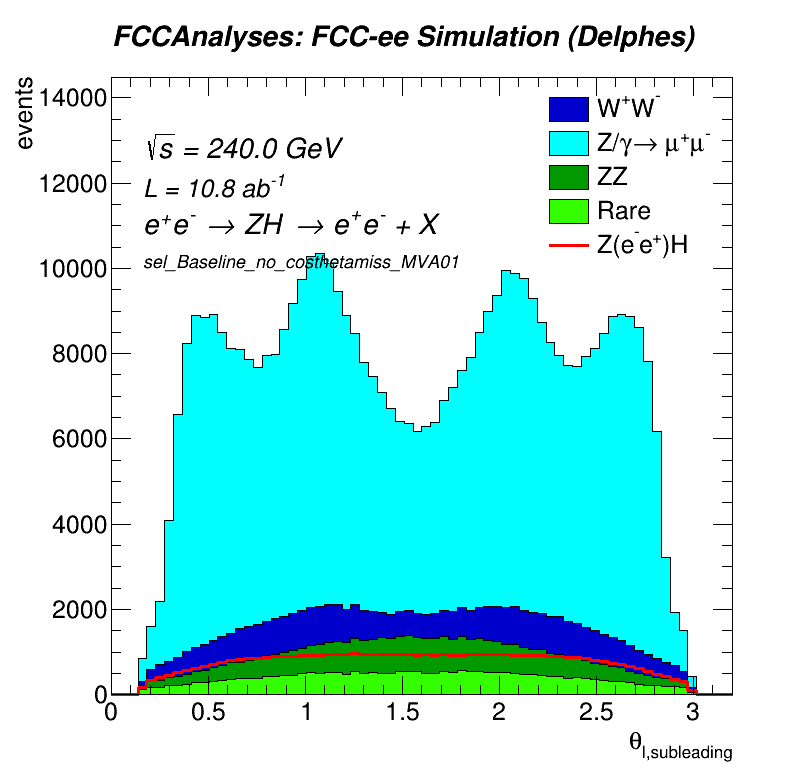 FCCAnalyses: FCC-ee Simulation (Delphes)
events
14000
12000
10000
8000
6000
4000
2000
0
√s = 240.0 GeV
L = 10.8 ab⁻¹
e⁺e⁻ → ZH → e⁺e⁻ + X
sel_Baseline_no_costhetamiss_MVA01
W⁺W⁻
Z/γ→ μ⁺μ⁻
ZZ
Rare
Z(e⁻e⁺)H
0 0.5 1 1.5 2 2.5 3
θl,subleading